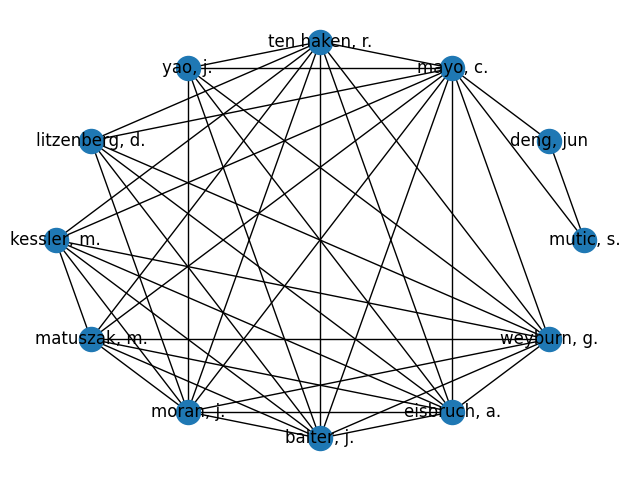 ten haken, r.
yao, j.
mayo, c.
litzenberg, d.
deng, jun
kessler, m.
mutic, s.
matuszak, m.
weyburn, g.
moran, j.
eisbruch, a.
balter, j.